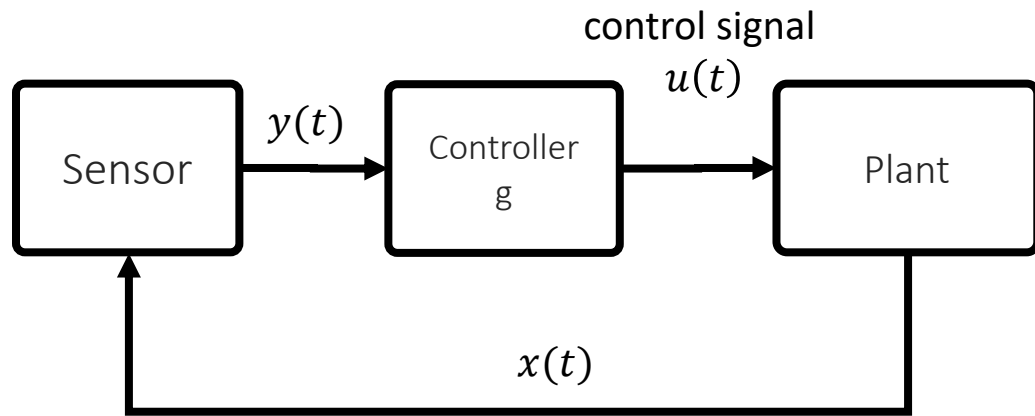 control signal
u(t)
Sensor
y(t)
Controller
g
Plant
x(t)